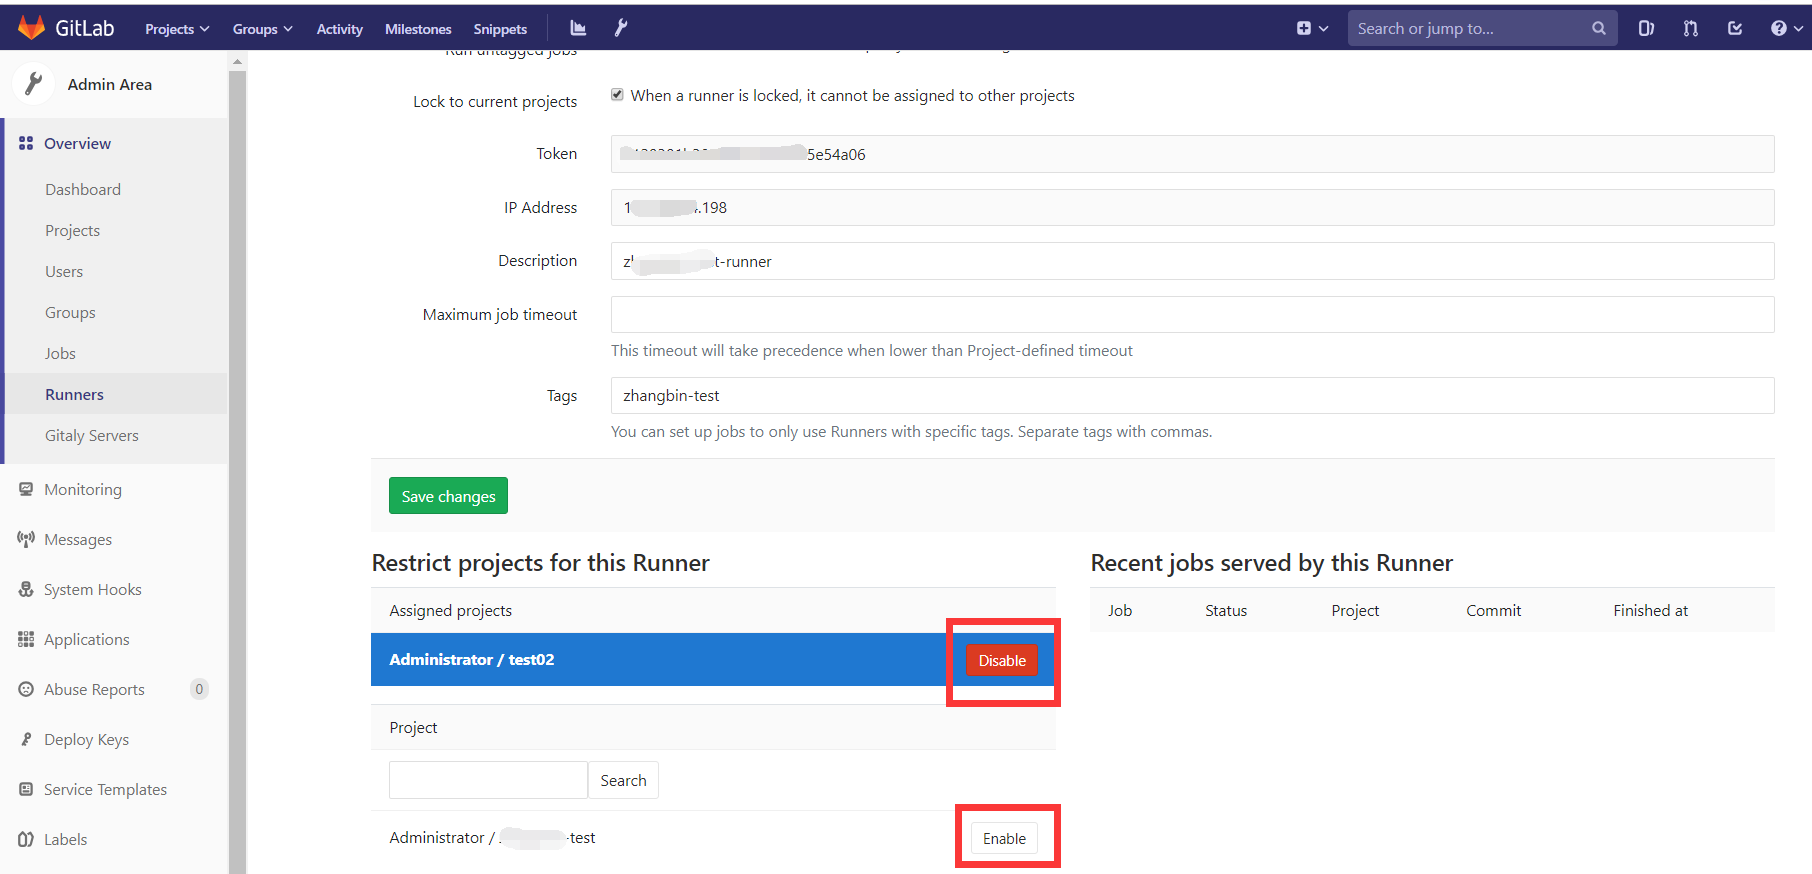 GitLab Projects Groups Activity Milestones Snippets Search or jump to...
Admin Area
Overview
Dashboard
Projects
Users
Groups
Jobs
Runners
Gitaly Servers
Monitoring
Messages
System Hooks
Applications
Abuse Reports 0
Deploy Keys
Service Templates
Labels
Run untagged jobs
Lock to current projects When a runner is locked, it cannot be assigned to other projects
Token 5e54a06
IP Address 1 .198
Description t-runner
Maximum job timeout
This timeout will take precedence when lower than Project-defined timeout
Tags zhangbin-test
You can set up jobs to only use Runners with specific tags. Separate tags with commas.
Save changes
Restrict projects for this Runner
Assigned projects
Administrator / test02 Disable
Project
Search
Administrator / -test Enable
Recent jobs served by this Runner
Job Status Project Commit Finished at